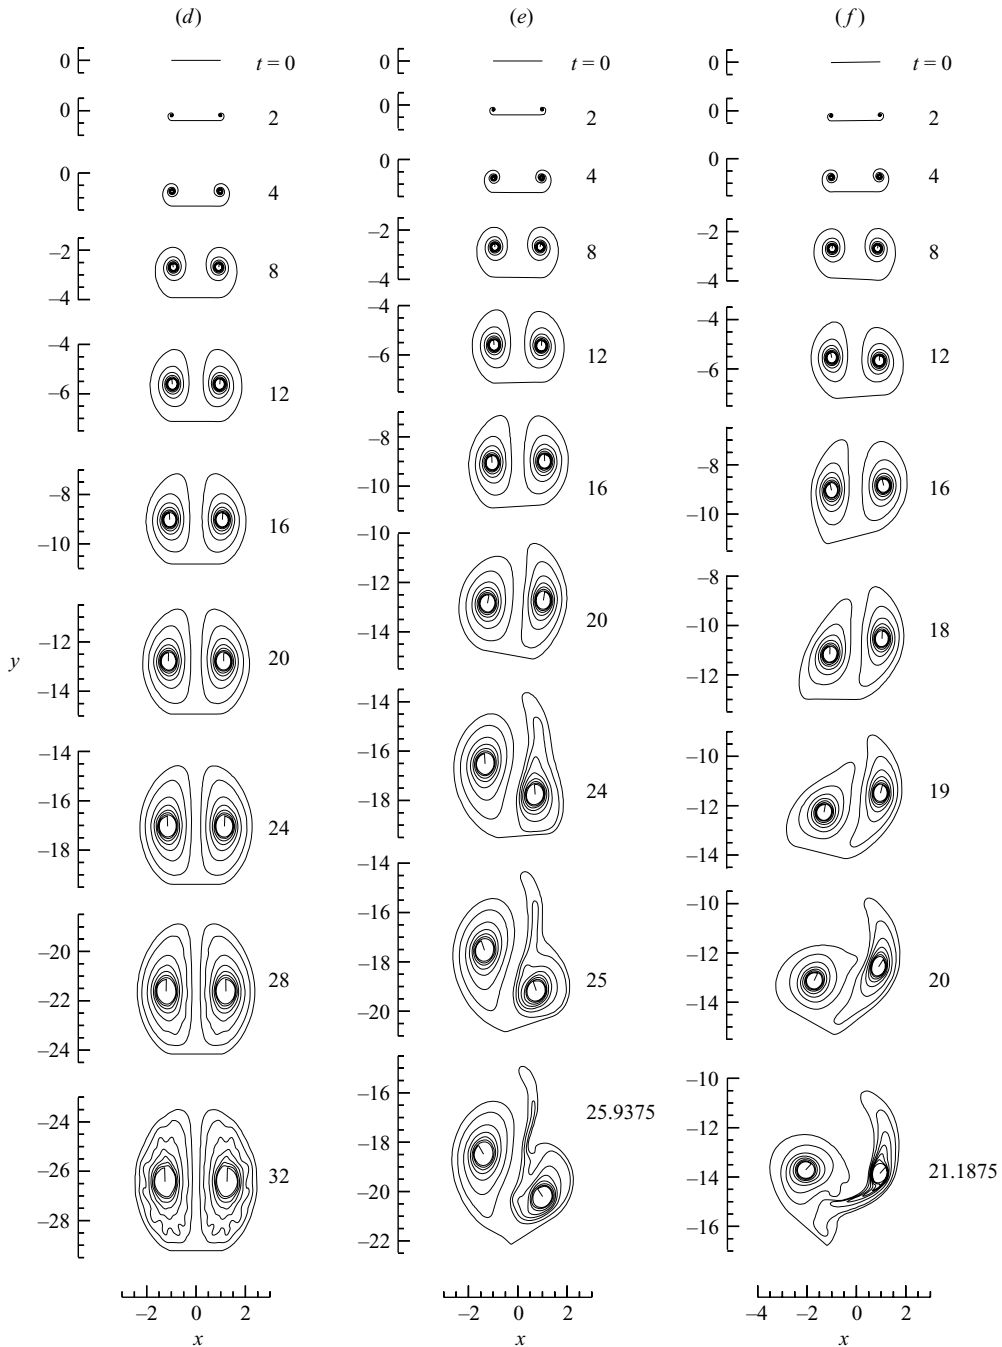 (d) (e) (f)
0 t = 0 0 t = 0 0 t = 0
0 2 0 2 0 2
0 4 0 4 0 4
–2 –4 8 –2 –4 8 –2 –4 8
–4 –6 12 –4 –6 12 –4 –6 12
–8 –10 16 –8 –10 16 –8 –10 16
y –12 –14 20 –10 –12 –14 20 –8 –10 –12 18
–14 –16 –18 24 –14 –16 –18 24 –10 –12 –14 19
–20 –22 –24 28 –14 –16 –18 –20 25 –10 –12 –14 20
–24 –26 –28 32 –16 –18 –20 –22 25.9375 –10 –12 –14 –16 21.1875
–2 0 2 –2 0 2 –4 –2 0 2
x x x